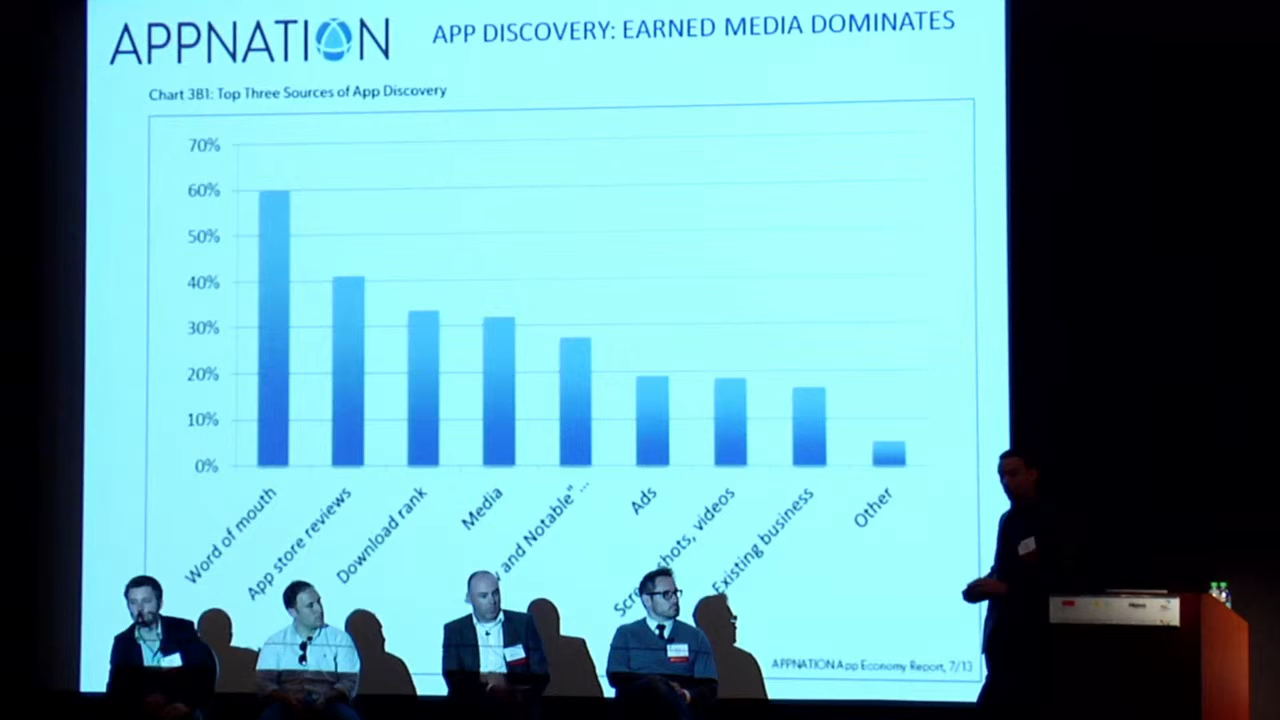 APPNATION
APP DISCOVERY: EARNED MEDIA DOMINATES
Chart 3B1: Top Three Sources of App Discovery
70%
60%
50%
40%
30%
20%
10%
0%
Word of mouth
App store reviews
Download rank
Media
and Notable" ...
Ads
Screenshots, videos
Existing business
Other
APPNATION App Economy Report, 7/13